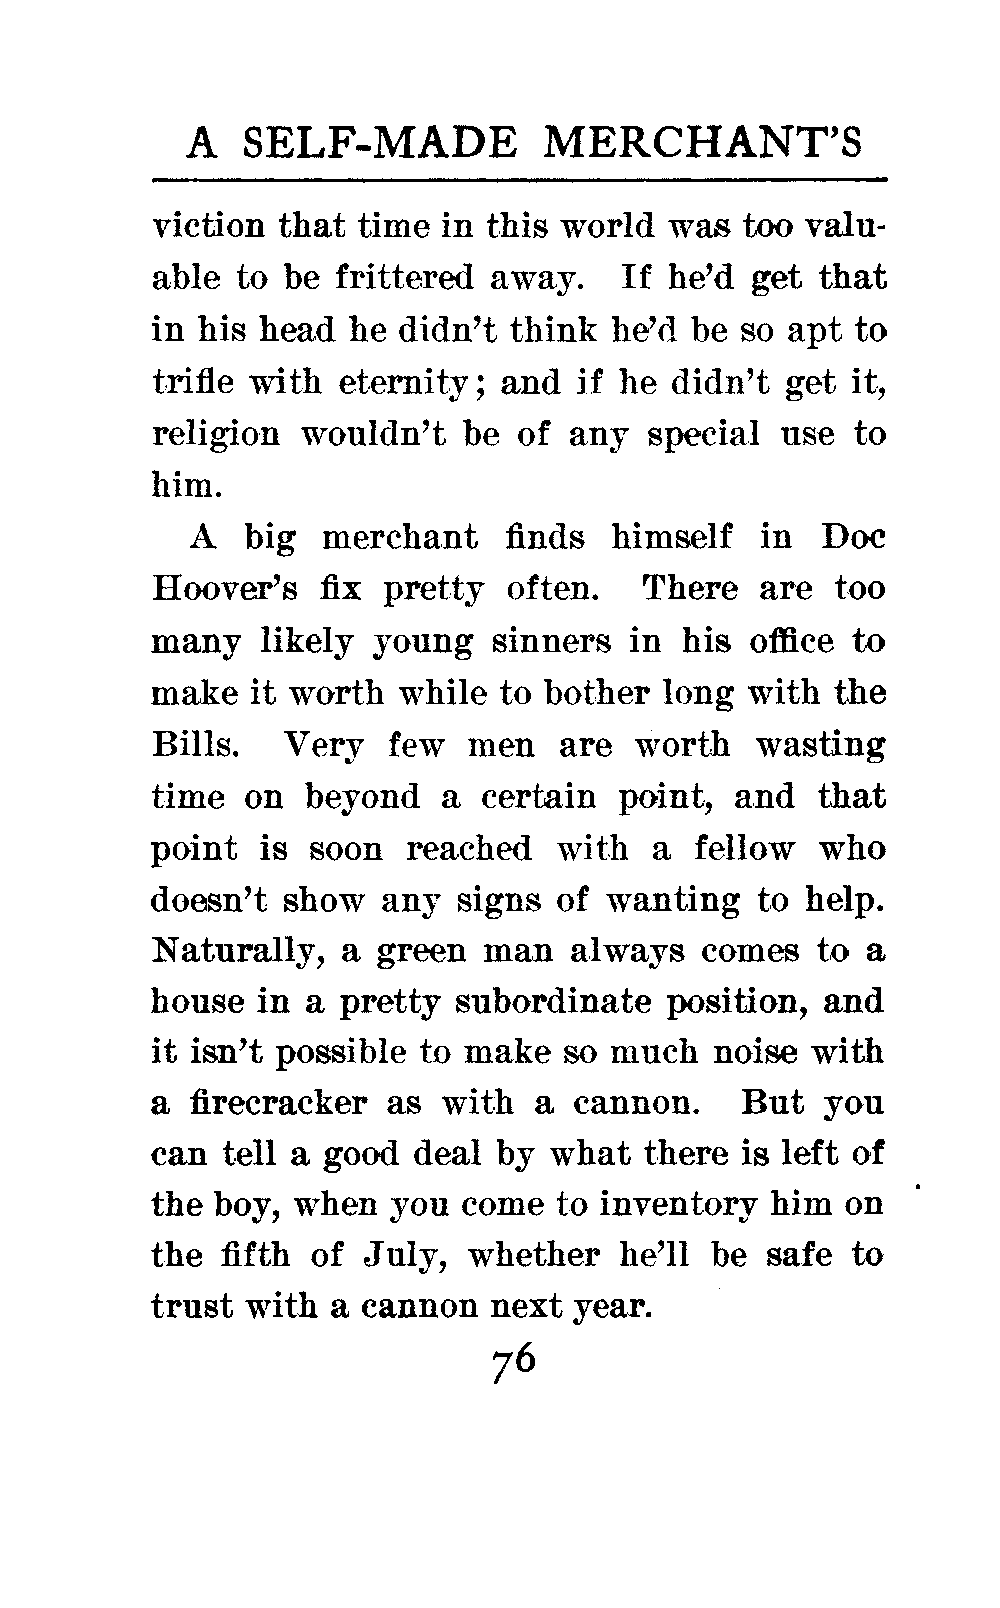 A SELF-MADE MERCHANT'S
viction that time in this world was too valu-
able to be frittered away. If he'd get that
in his head he didn't think he'd be so apt to
trifle with eternity; and if he didn't get it,
religion wouldn't be of any special use to
him.
A big merchant finds himself in Doc
Hoover's fix pretty often. There are too
many likely young sinners in his office to
make it worth while to bother long with the
Bills. Very few men are worth wasting
time on beyond a certain point, and that
point is soon reached with a fellow who
doesn't show any signs of wanting to help.
Naturally, a green man always comes to a
house in a pretty subordinate position, and
it isn't possible to make so much noise with
a firecracker as with a cannon. But you
can tell a good deal by what there is left of
the boy, when you come to inventory him on
the fifth of July, whether he'll be safe to
trust with a cannon next year.
76